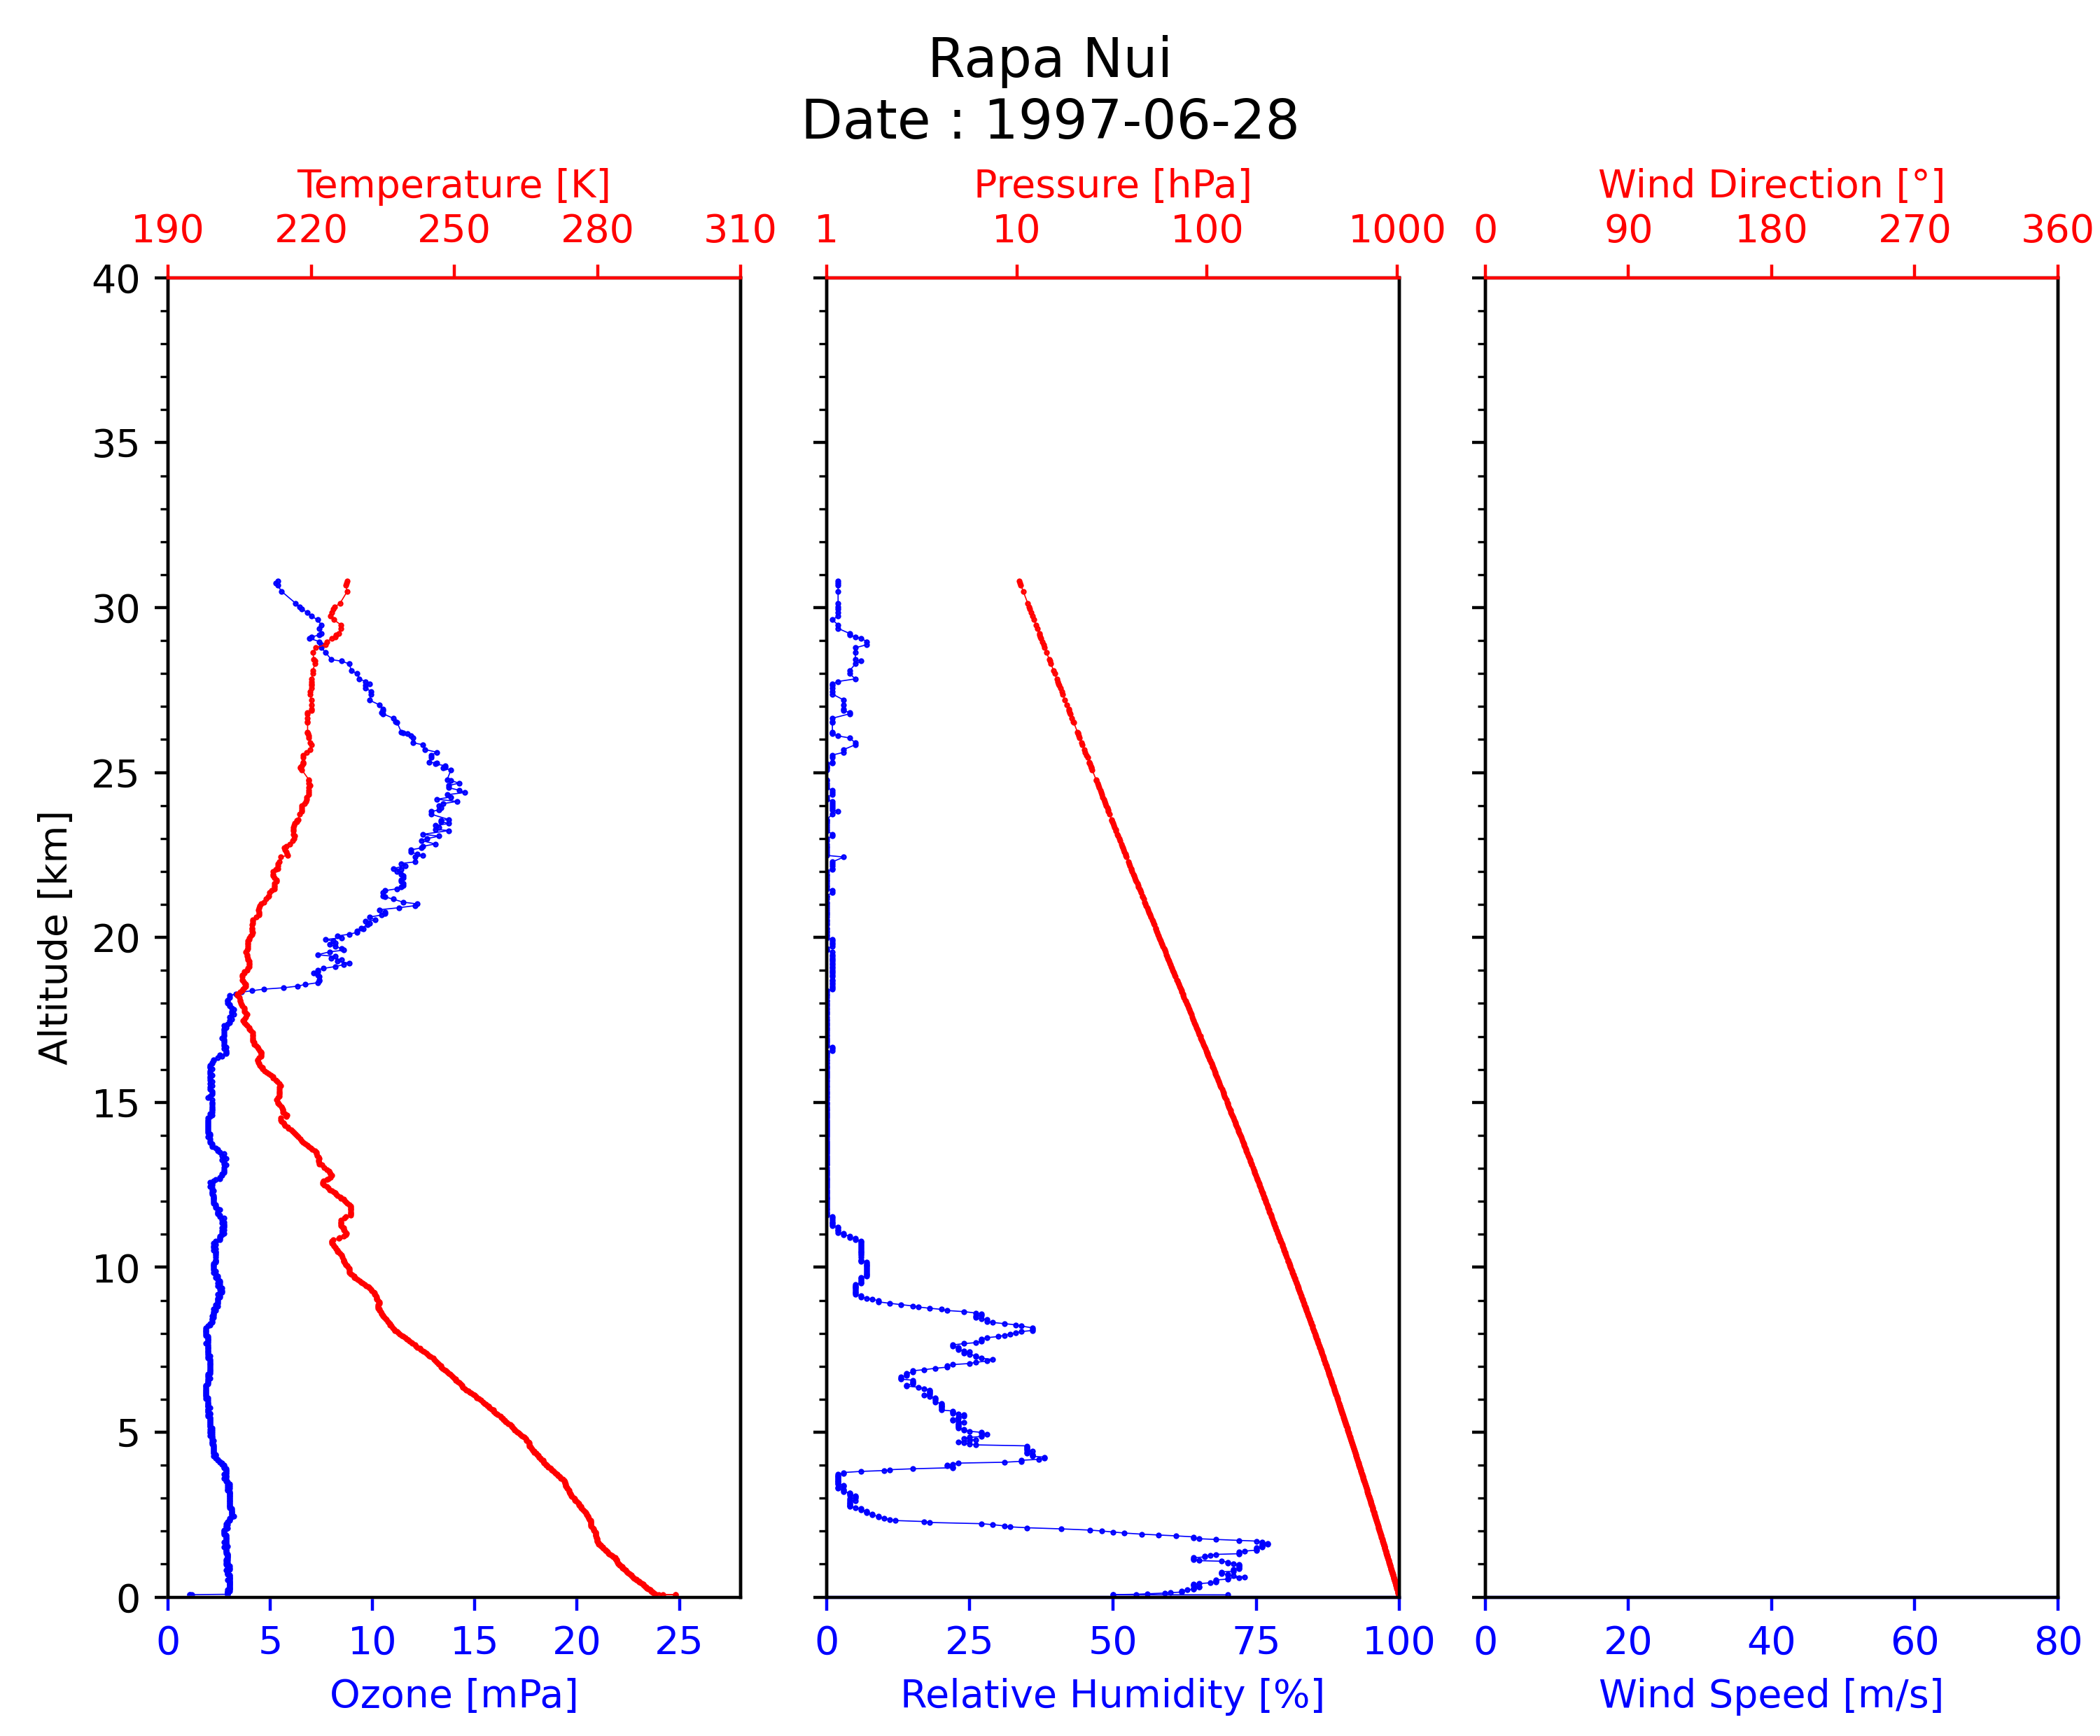 Rapa Nui
Date : 1997-06-28
Temperature [K]
190 220 250 280 310
Pressure [hPa]
1 10 100 1000
Wind Direction [°]
0 90 180 270 360
Altitude [km]
40
35
30
25
20
15
10
5
0
0 5 10 15 20 25
Ozone [mPa]
0 25 50 75 100
Relative Humidity [%]
0 20 40 60 80
Wind Speed [m/s]